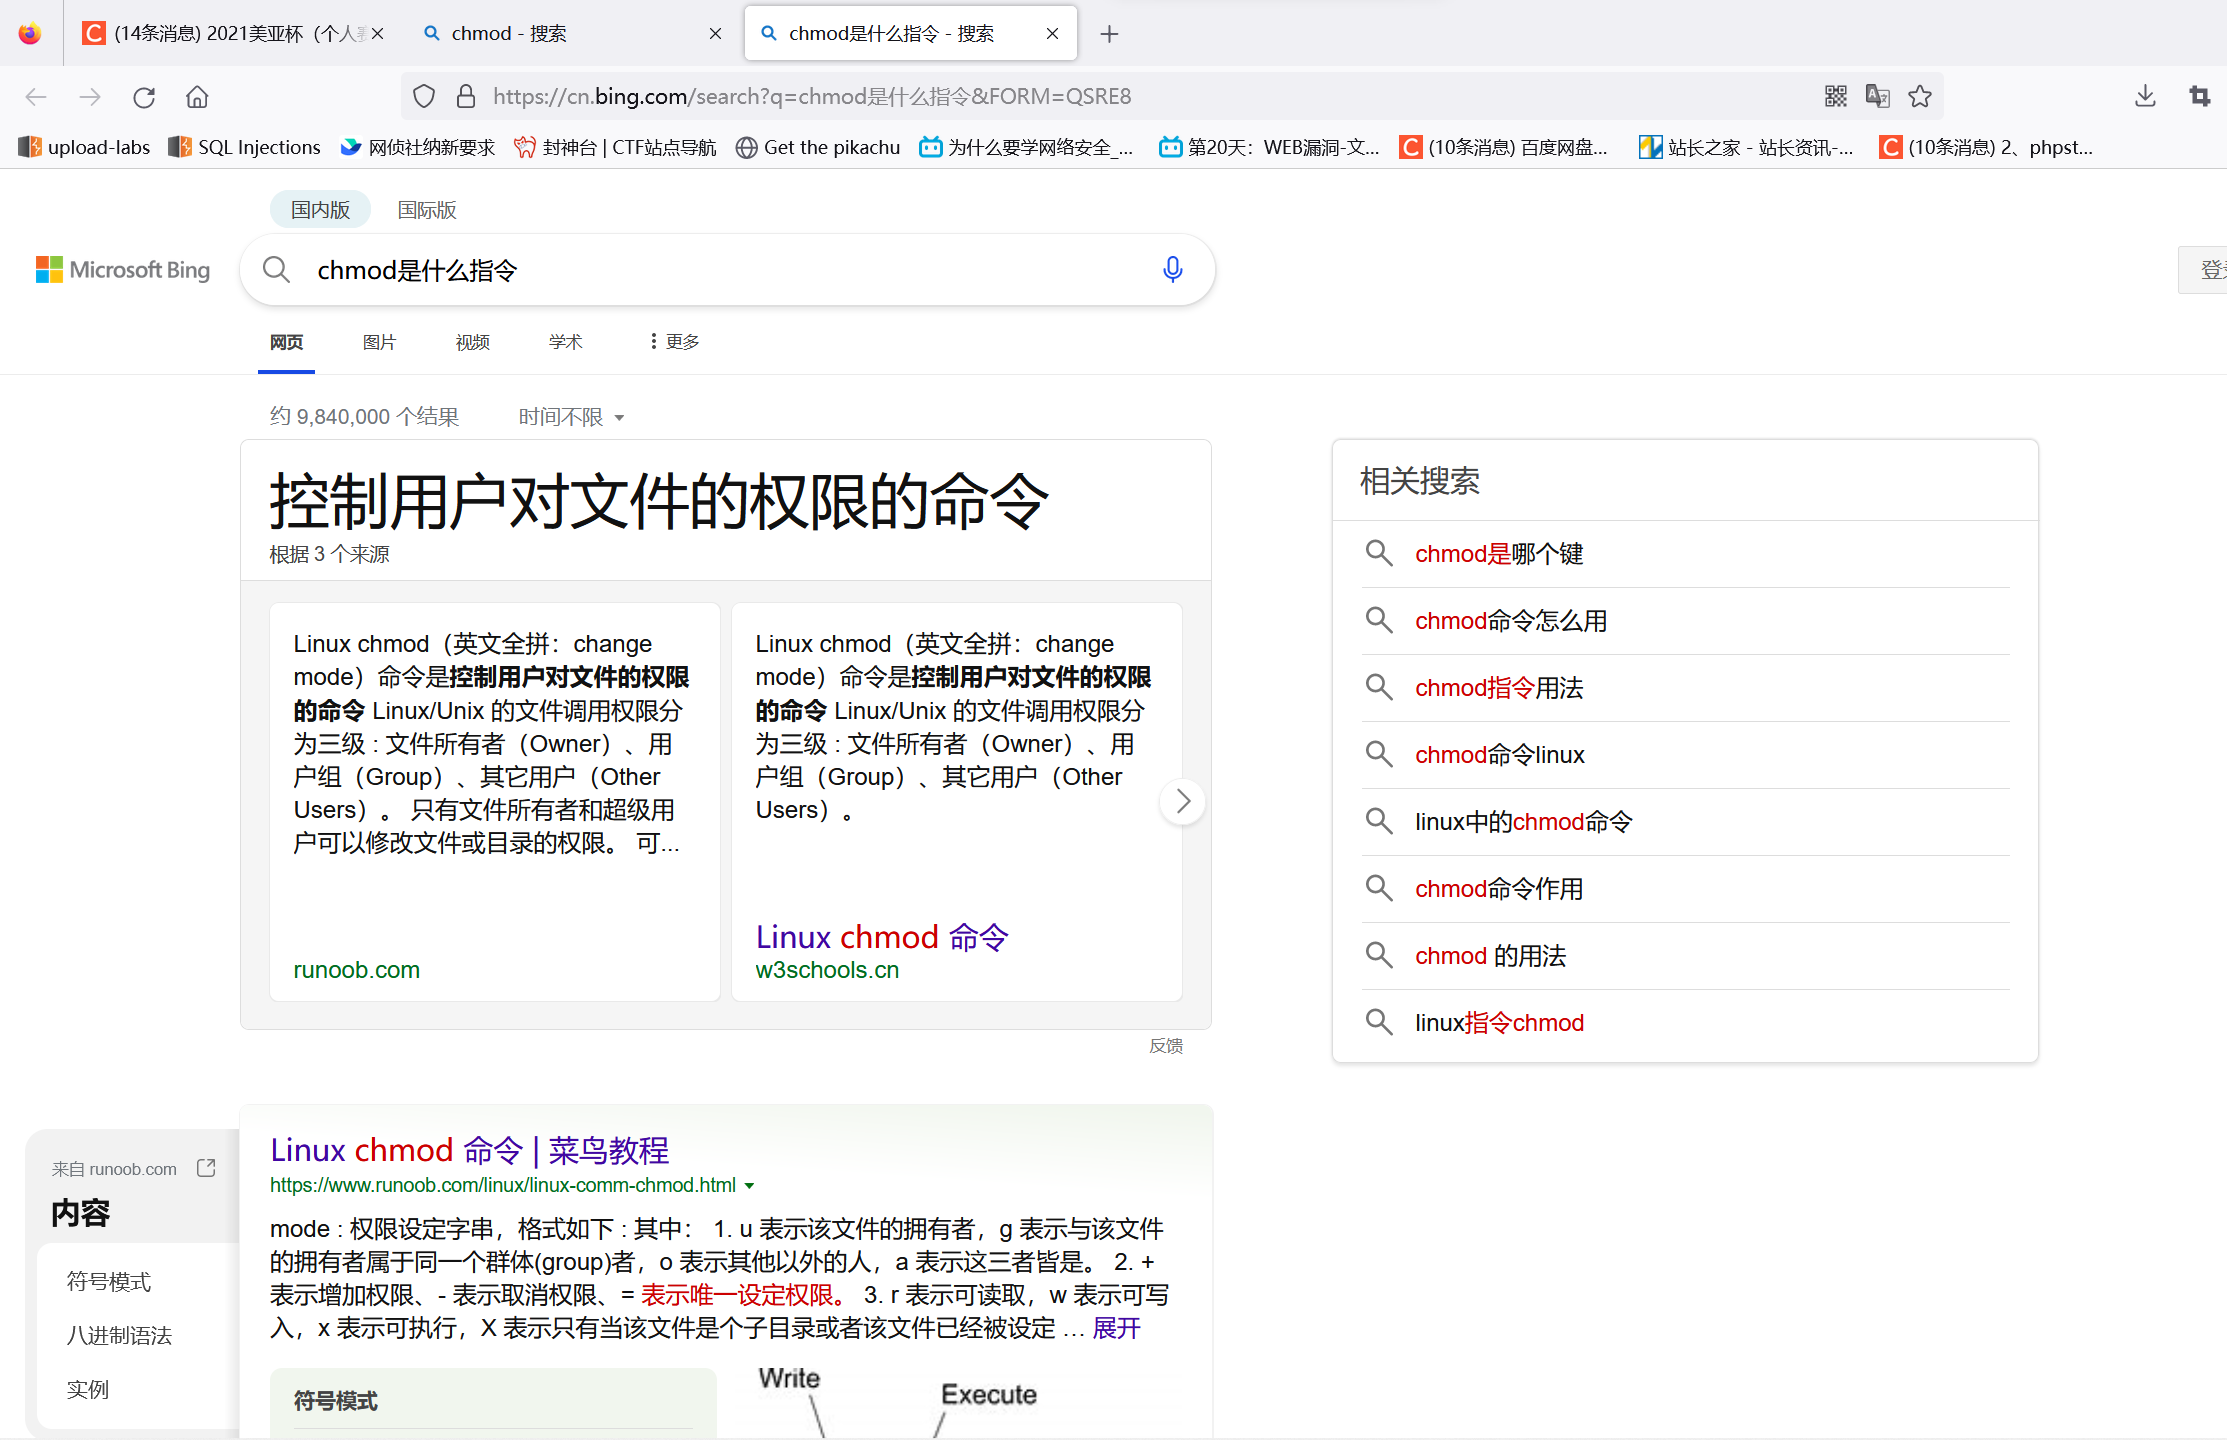 (14条消息) 2021美亚杯（个人赛
chmod - 搜索
chmod是什么指令 - 搜索
https://cn.bing.com/search?q=chmod是什么指令&FORM=QSRE8
upload-labs
SQL Injections
网侦社纳新要求
封神台 | CTF站点导航
Get the pikachu
为什么要学网络安全_...
第20天：WEB漏洞-文...
(10条消息) 百度网盘...
站长之家 - 站长资讯-...
(10条消息) 2、phpst...
国内版
国际版
Microsoft Bing
chmod是什么指令
登录
网页
图片
视频
学术
更多
约 9,840,000 个结果
时间不限
控制用户对文件的权限的命令
根据 3 个来源
Linux chmod（英文全拼：change
mode）命令是控制用户对文件的权限
的命令 Linux/Unix 的文件调用权限分
为三级 : 文件所有者（Owner）、用
户组（Group）、其它用户（Other
Users）。 只有文件所有者和超级用
户可以修改文件或目录的权限。 可...
runoob.com
Linux chmod（英文全拼：change
mode）命令是控制用户对文件的权限
的命令 Linux/Unix 的文件调用权限分
为三级 : 文件所有者（Owner）、用
户组（Group）、其它用户（Other
Users）。
Linux chmod 命令
w3schools.cn
反馈
相关搜索
chmod是哪个键
chmod命令怎么用
chmod指令用法
chmod命令linux
linux中的chmod命令
chmod命令作用
chmod 的用法
linux指令chmod
来自 runoob.com
内容
符号模式
八进制语法
实例
Linux chmod 命令 | 菜鸟教程
https://www.runoob.com/linux/linux-comm-chmod.html
mode : 权限设定字串，格式如下 : 其中： 1. u 表示该文件的拥有者，g 表示与该文件
的拥有者属于同一个群体(group)者，o 表示其他以外的人，a 表示这三者皆是。 2. +
表示增加权限、- 表示取消权限、= 表示唯一设定权限。 3. r 表示可读取，w 表示可写
入，x 表示可执行，X 表示只有当该文件是个子目录或者该文件已经被设定 … 展开
符号模式
Write
Execute